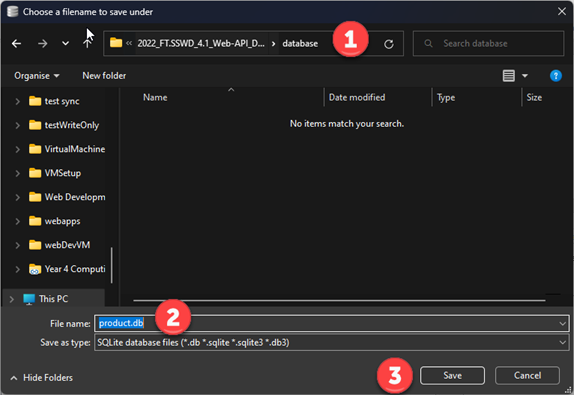 Choose a filename to save under
« 2022_FT.SSWD_4.1_Web-API_D... > database
1
Search database
Organise
New folder
?
Name
Date modified
Type
Size
No items match your search.
test sync
testWriteOnly
VirtualMachine
VMSetup
Web Developm
webapps
webDevVM
Year 4 Computi
This PC
File name: product.db
2
Save as type: SQLite database files (*.db *.sqlite *.sqlite3 *.db3)
Hide Folders
3
Save
Cancel